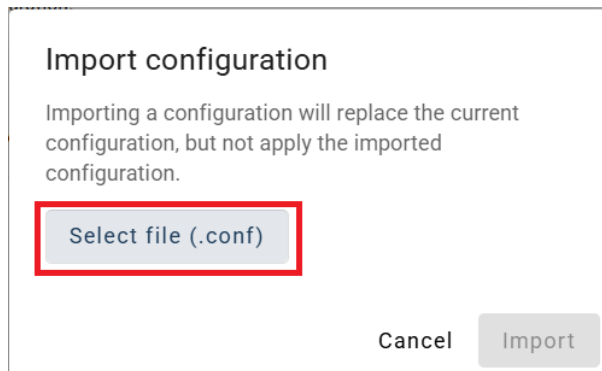 Import configuration
Importing a configuration will replace the current
configuration, but not apply the imported
configuration.
Select file (.conf)
Cancel
Import